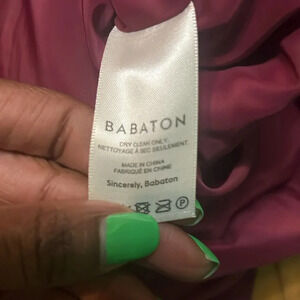 BABATON
DRY CLEAN ONLY
NETTOYAGE À SEC SEULEMENT
MADE IN CHINA
FABRIQUÉ EN CHINE
Sincerely, Babaton
P